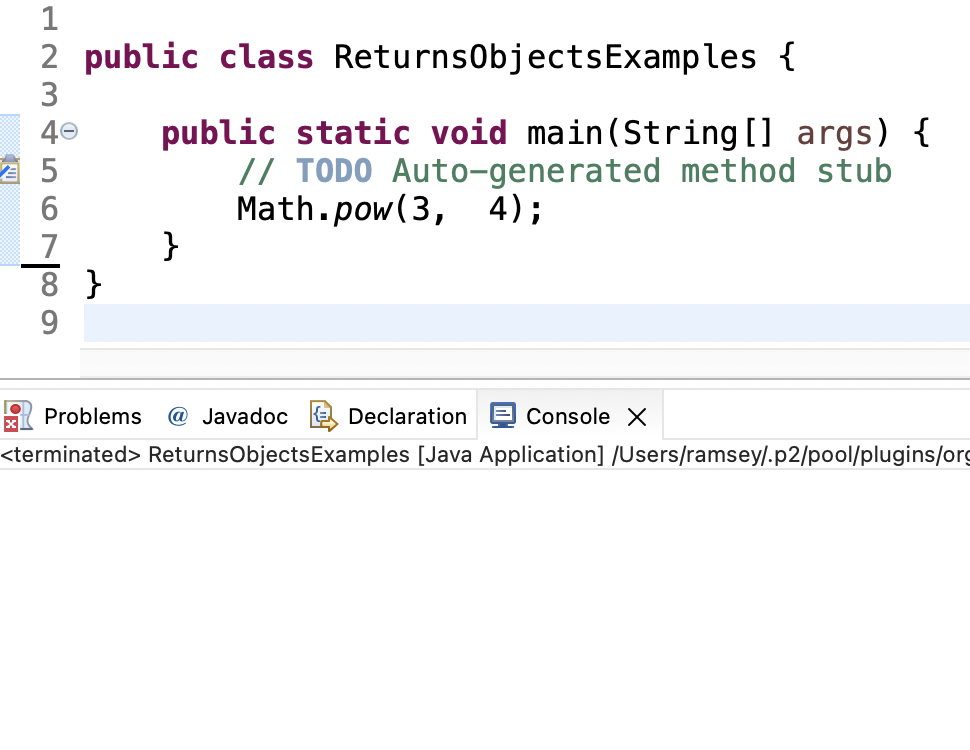 1
2 public class ReturnsObjectsExamples {
3
4 public static void main(String[] args) {
5 // TODO Auto-generated method stub
6 Math.pow(3,  4);
7 }
8 }
9
Problems @ Javadoc Declaration Console
<terminated> ReturnsObjectsExamples [Java Application] /Users/ramsey/.p2/pool/plugins/org